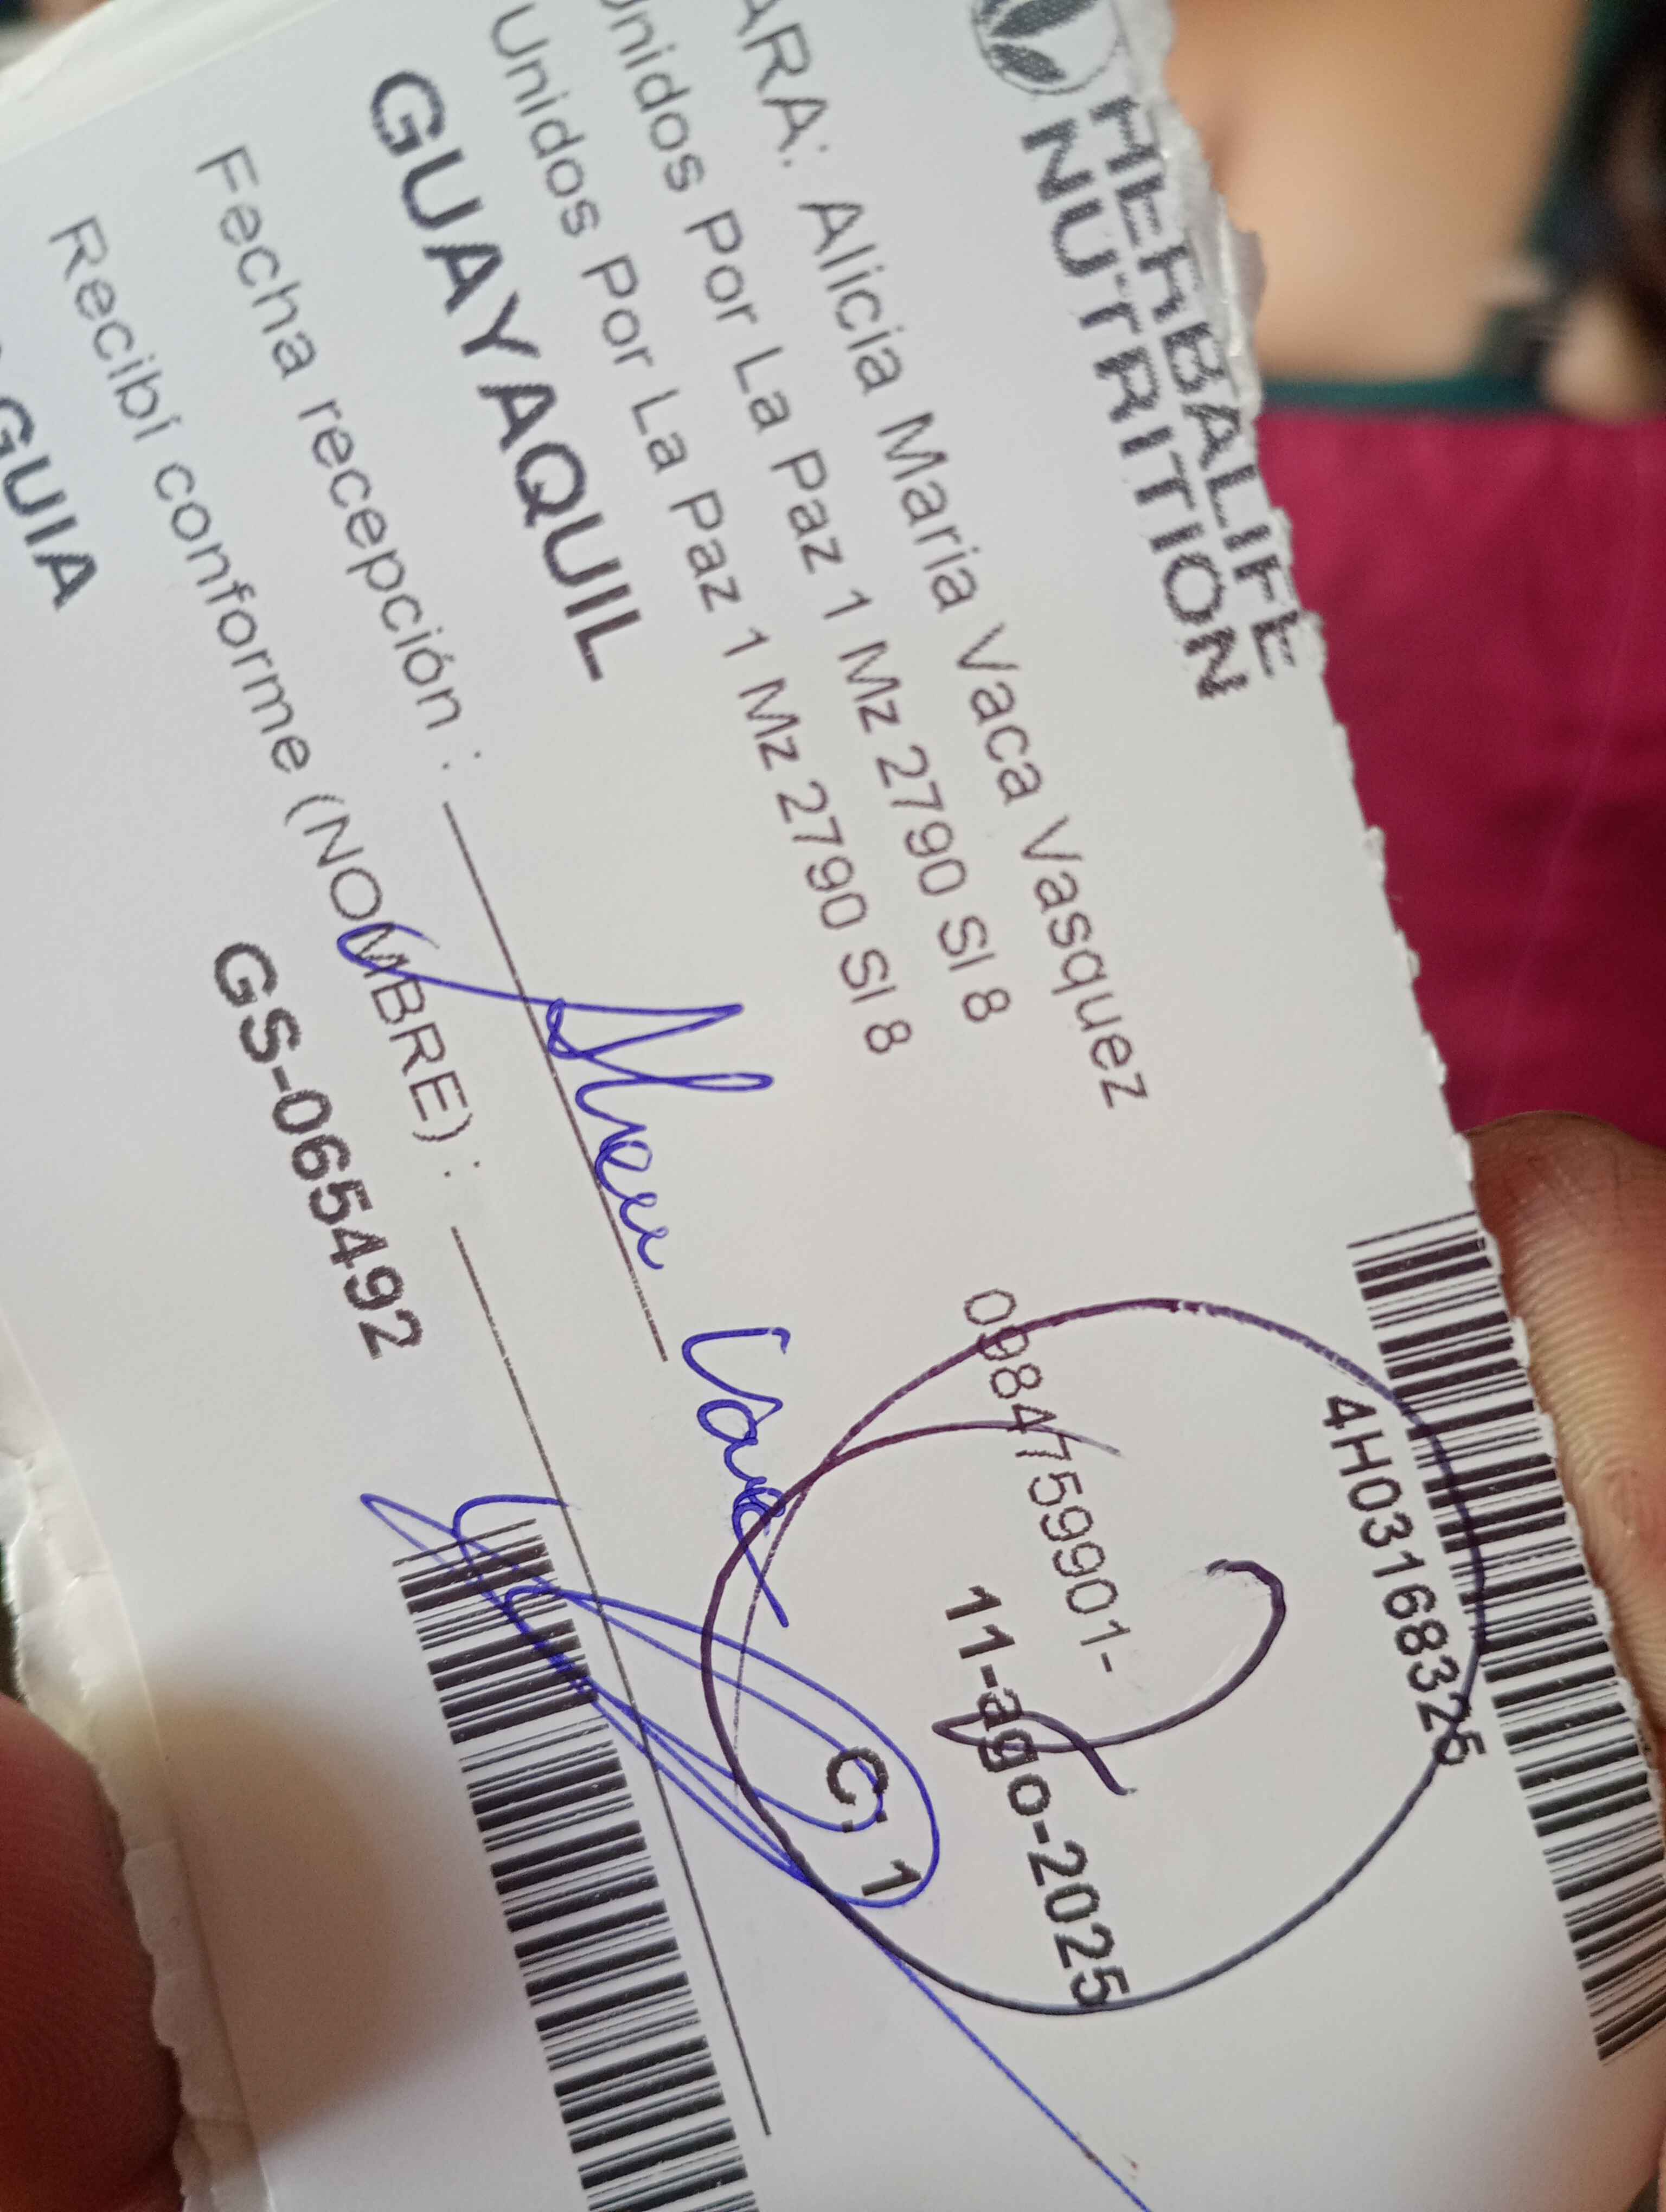 HERBALIFE
NUTRITION
4H03168325
ARA: Alicia Maria Vaca Vasquez
0984759901-
Unidos Por La Paz 1 Mz 2790 Sl 8
11-ago-2025
Unidos Por La Paz 1 Mz 2790 Sl 8
GUAYAQUIL
C. 1
Fecha recepción :
Recibí conforme (NOMBRE) :
GUIA
GS-065492